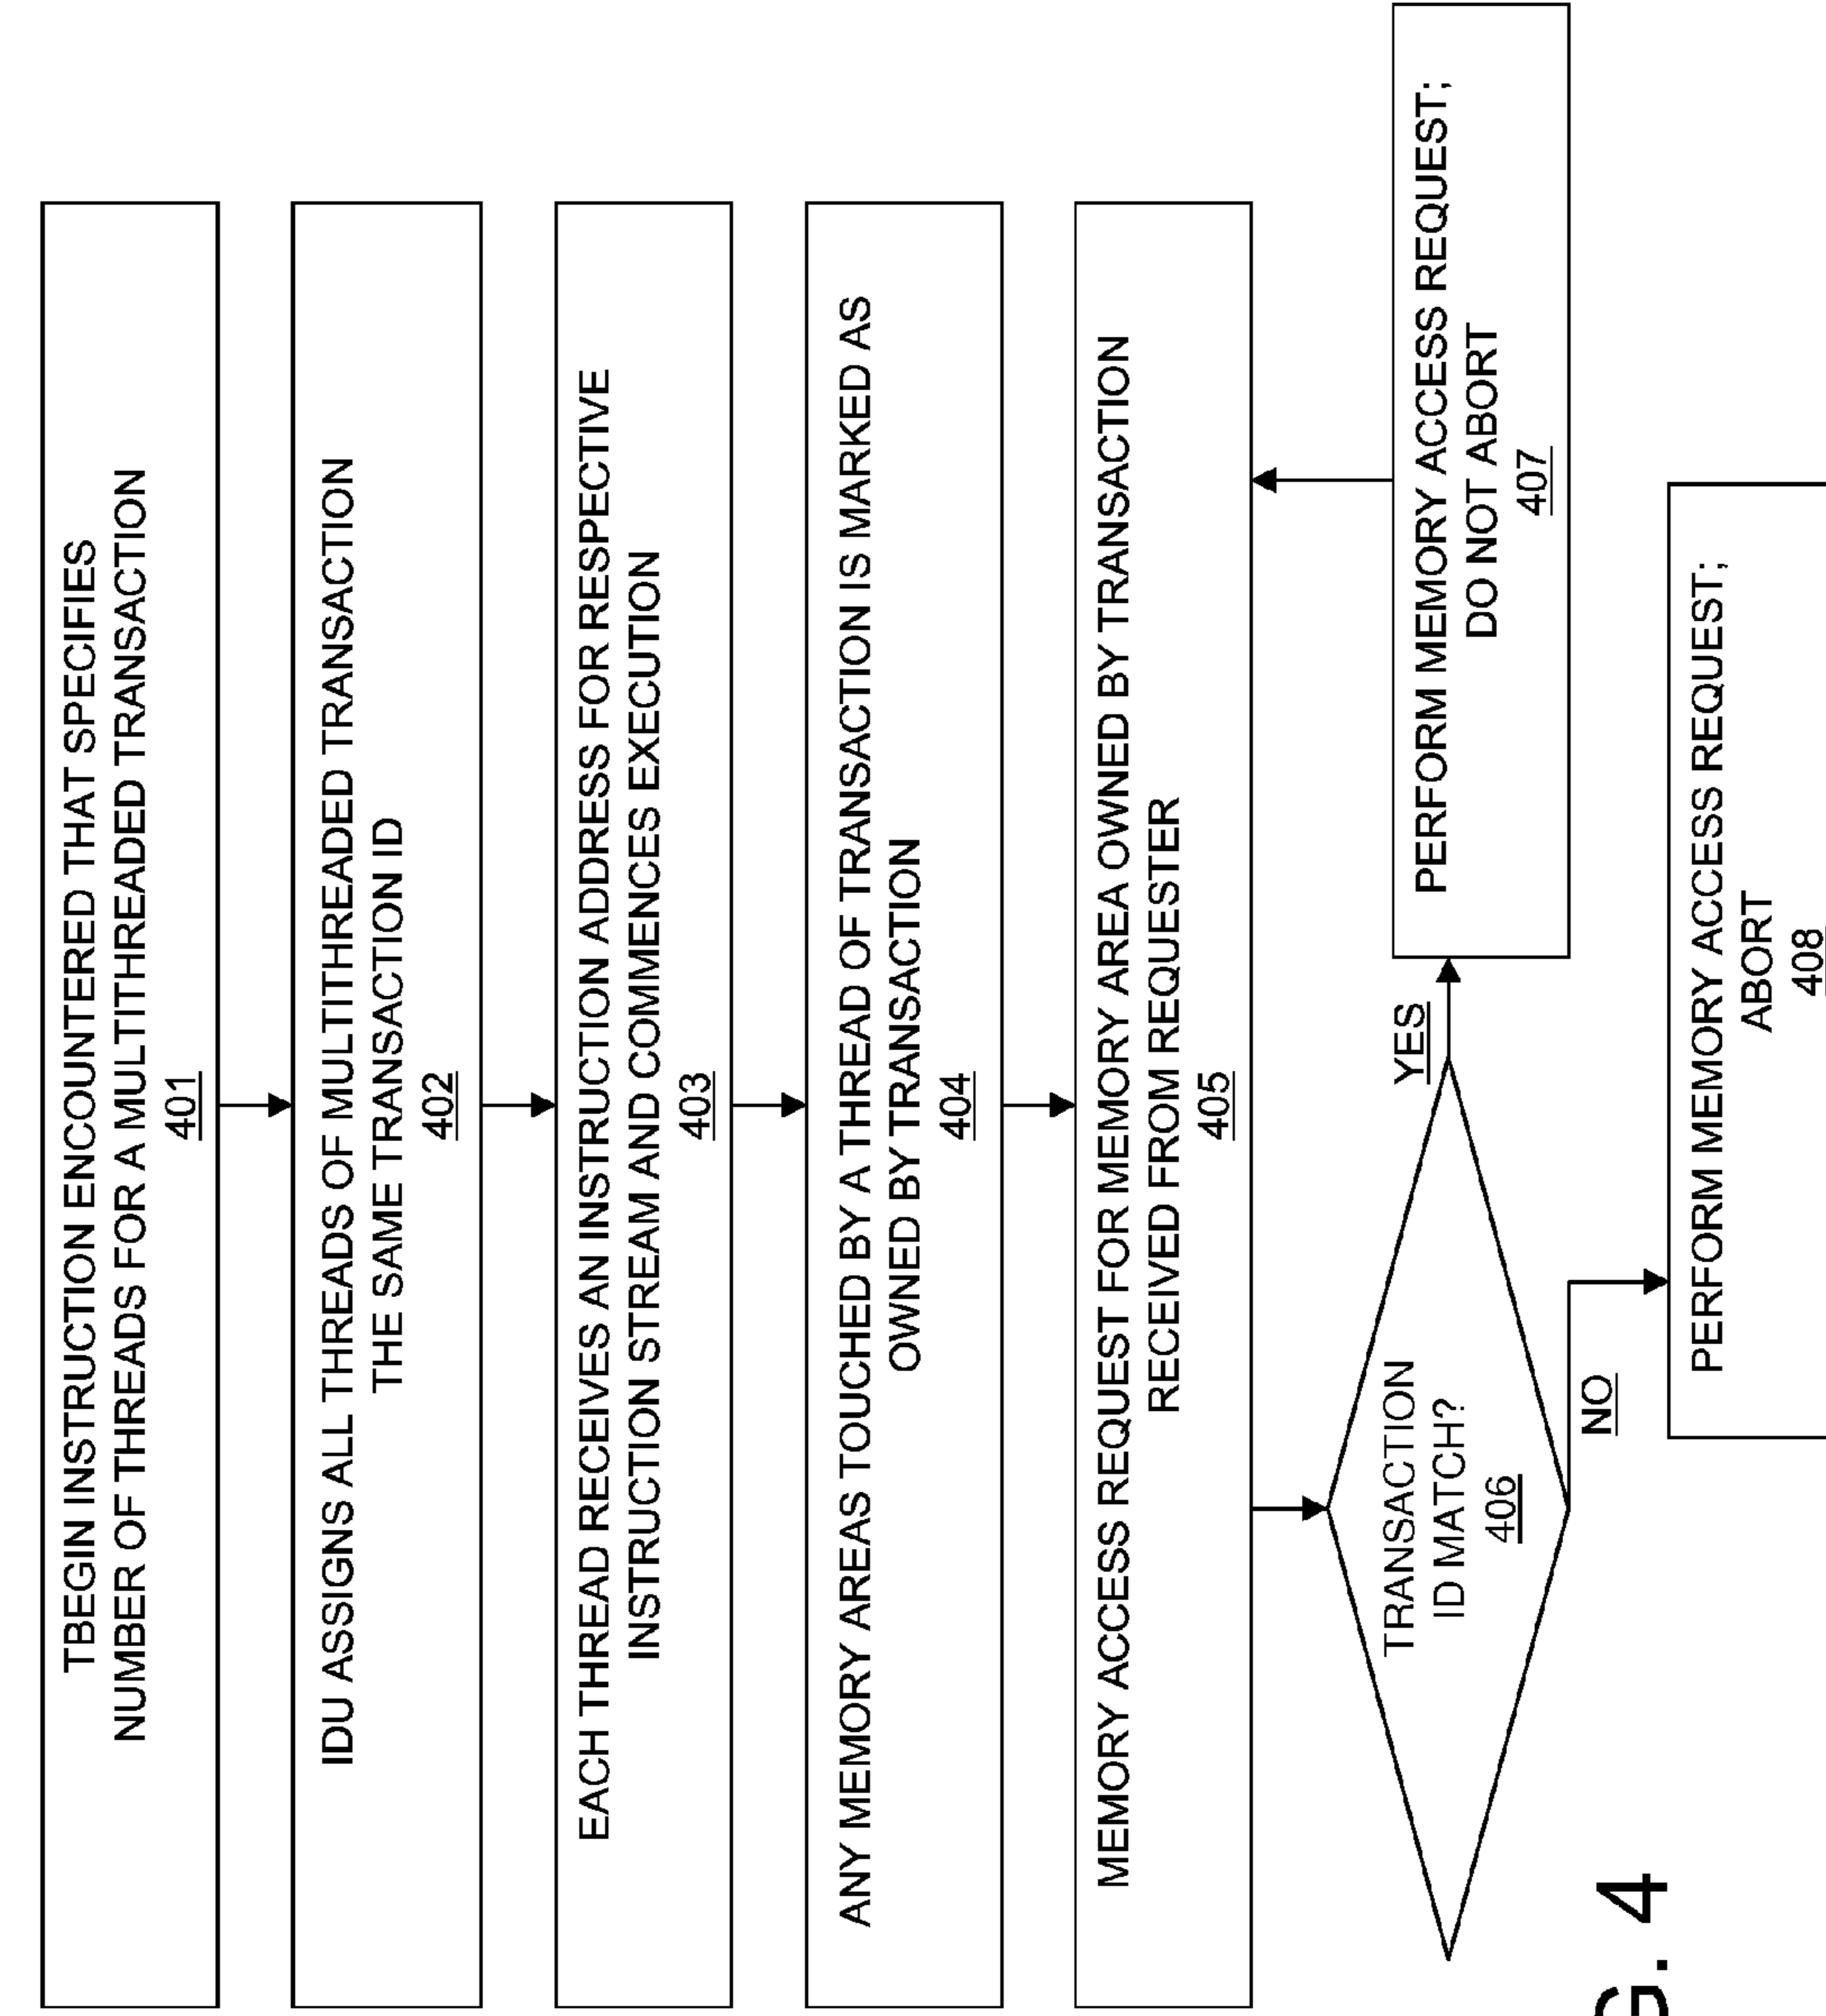 TBEGIN INSTRUCTION ENCOUNTERED THAT SPECIFIES
NUMBER OF THREADS FOR A MULTITHREADED TRANSACTION
401
IDU ASSIGNS ALL THREADS OF MULTITHREADED TRANSACTION
THE SAME TRANSACTION ID
402
EACH THREAD RECEIVES AN INSTRUCTION ADDRESS FOR RESPECTIVE
INSTRUCTION STREAM AND COMMENCES EXECUTION
403
ANY MEMORY AREAS TOUCHED BY A THREAD OF TRANSACTION IS MARKED AS
OWNED BY TRANSACTION
404
MEMORY ACCESS REQUEST FOR MEMORY AREA OWNED BY TRANSACTION
RECEIVED FROM REQUESTER
405
TRANSACTION
ID MATCH?
406
YES
PERFORM MEMORY ACCESS REQUEST;
DO NOT ABORT
407
NO
PERFORM MEMORY ACCESS REQUEST;
ABORT
408
G. 4